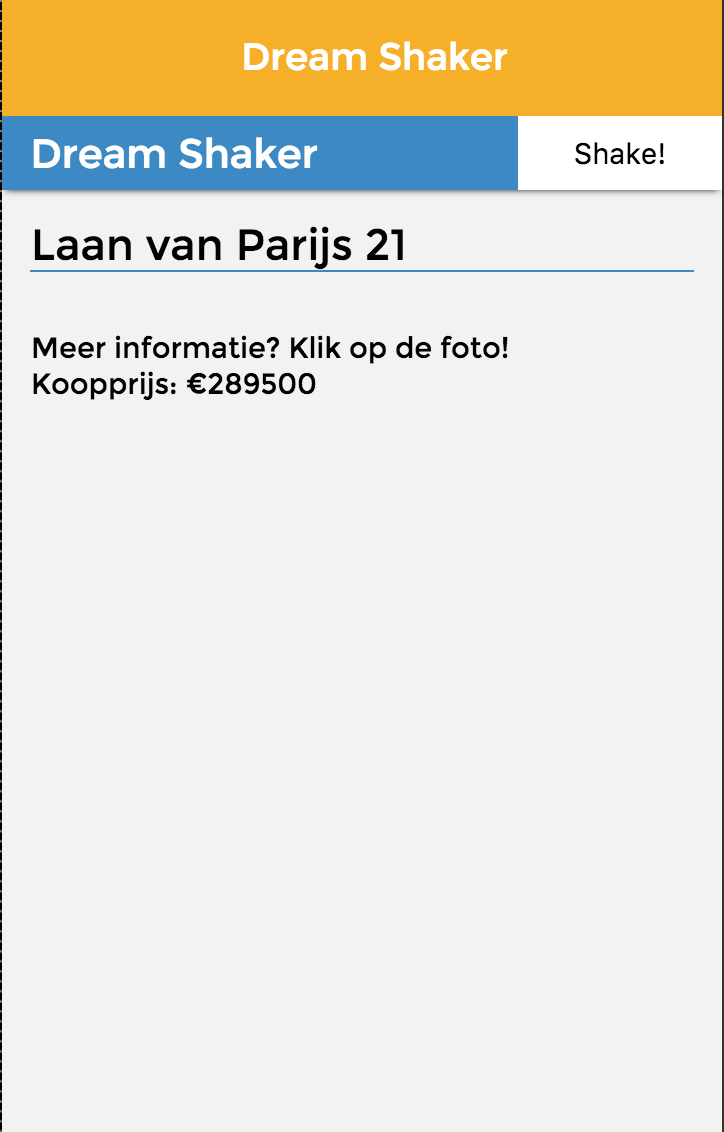 Dream Shaker
Dream Shaker
Shake!
Laan van Parijs 21
Meer informatie? Klik op de foto!
Koopprijs: €289500